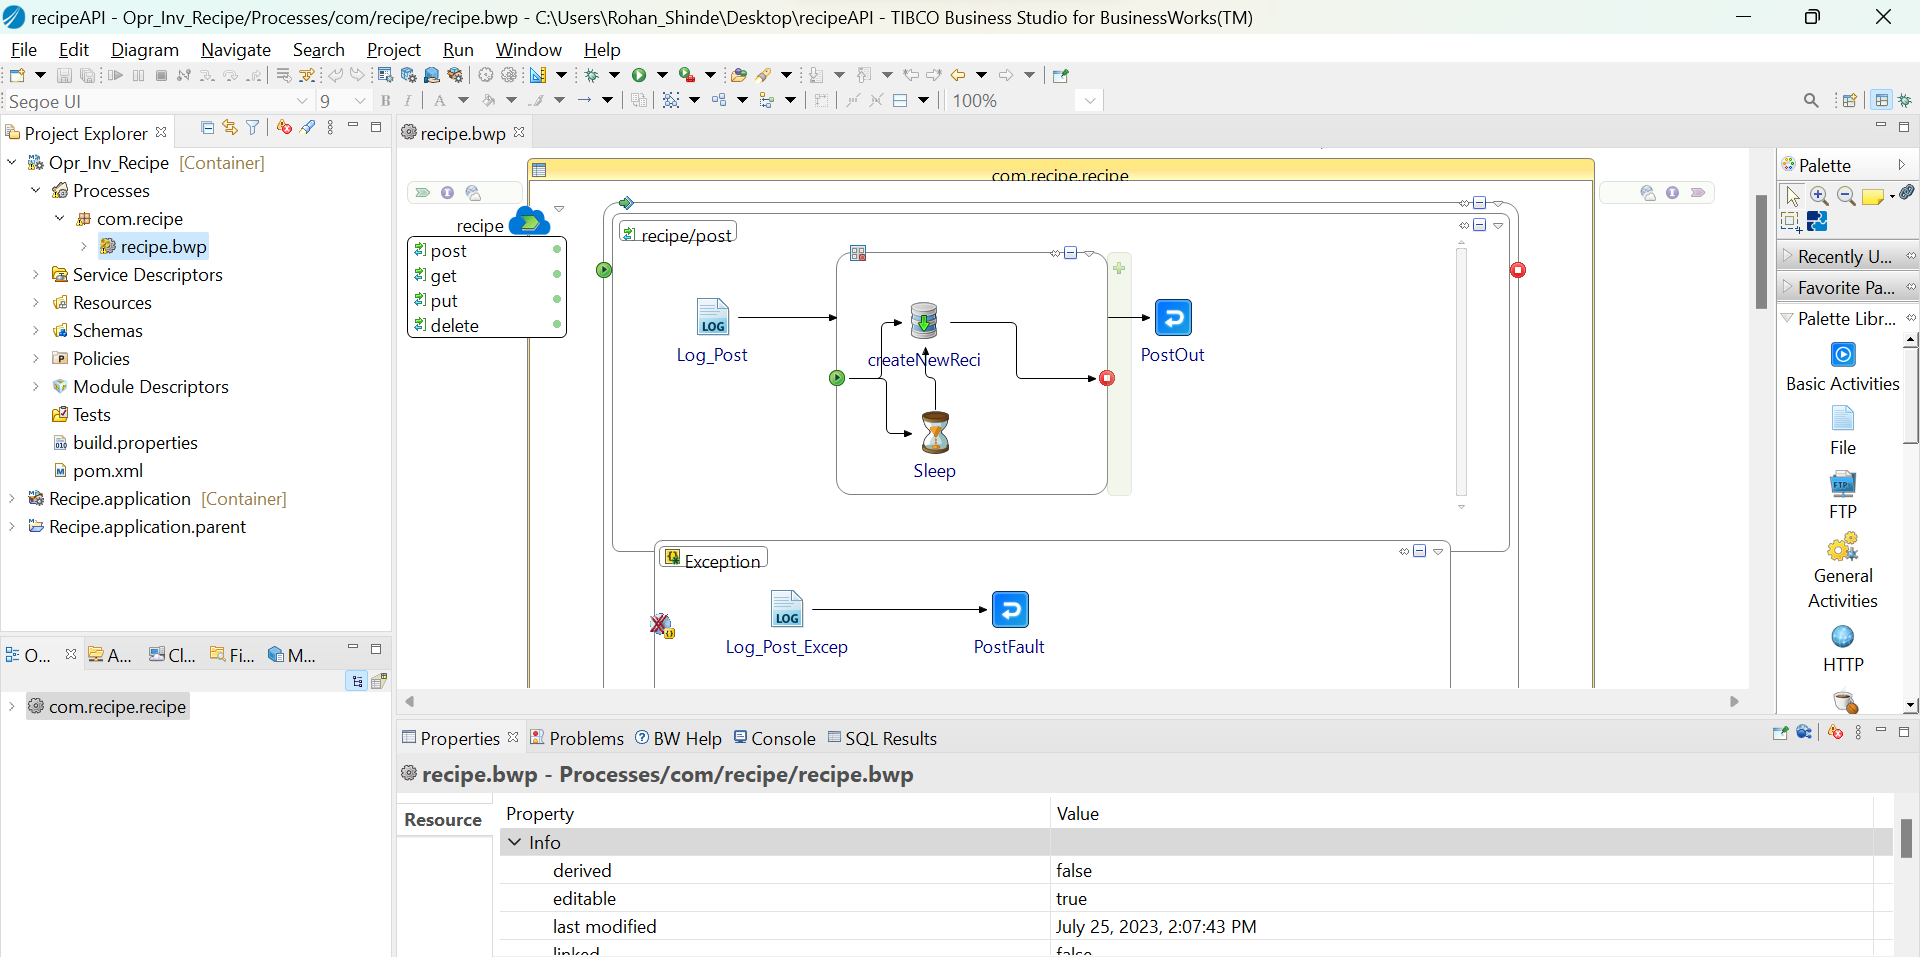 recipeAPI - Opr_Inv_Recipe/Processes/com/recipe/recipe.bwp - C:\Users\Rohan_Shinde\Desktop\recipeAPI - TIBCO Business Studio for BusinessWorks(TM)
File Edit Diagram Navigate Search Project Run Window Help
Segoe UI 9 B I A 100%
Project Explorer
Opr_Inv_Recipe [Container]
Processes
com.recipe
recipe.bwp
Service Descriptors
Resources
Schemas
Policies
Module Descriptors
Tests
build.properties
pom.xml
Recipe.application [Container]
Recipe.application.parent
O... A... Cl... Fi... M...
com.recipe.recipe
recipe.bwp
com.recipe.recipe
recipe
post
get
put
delete
recipe/post
LOG
Log_Post
createNewReci
Sleep
PostOut
Exception
LOG
Log_Post_Excep
PostFault
Palette
Recently U...
Favorite Pa...
Palette Libr...
Basic Activities
File
FTP
FTP
General
Activities
HTTP
Properties Problems BW Help Console SQL Results
recipe.bwp - Processes/com/recipe/recipe.bwp
Resource
Property Value
Info
derived false
editable true
last modified July 25, 2023, 2:07:43 PM
linked false